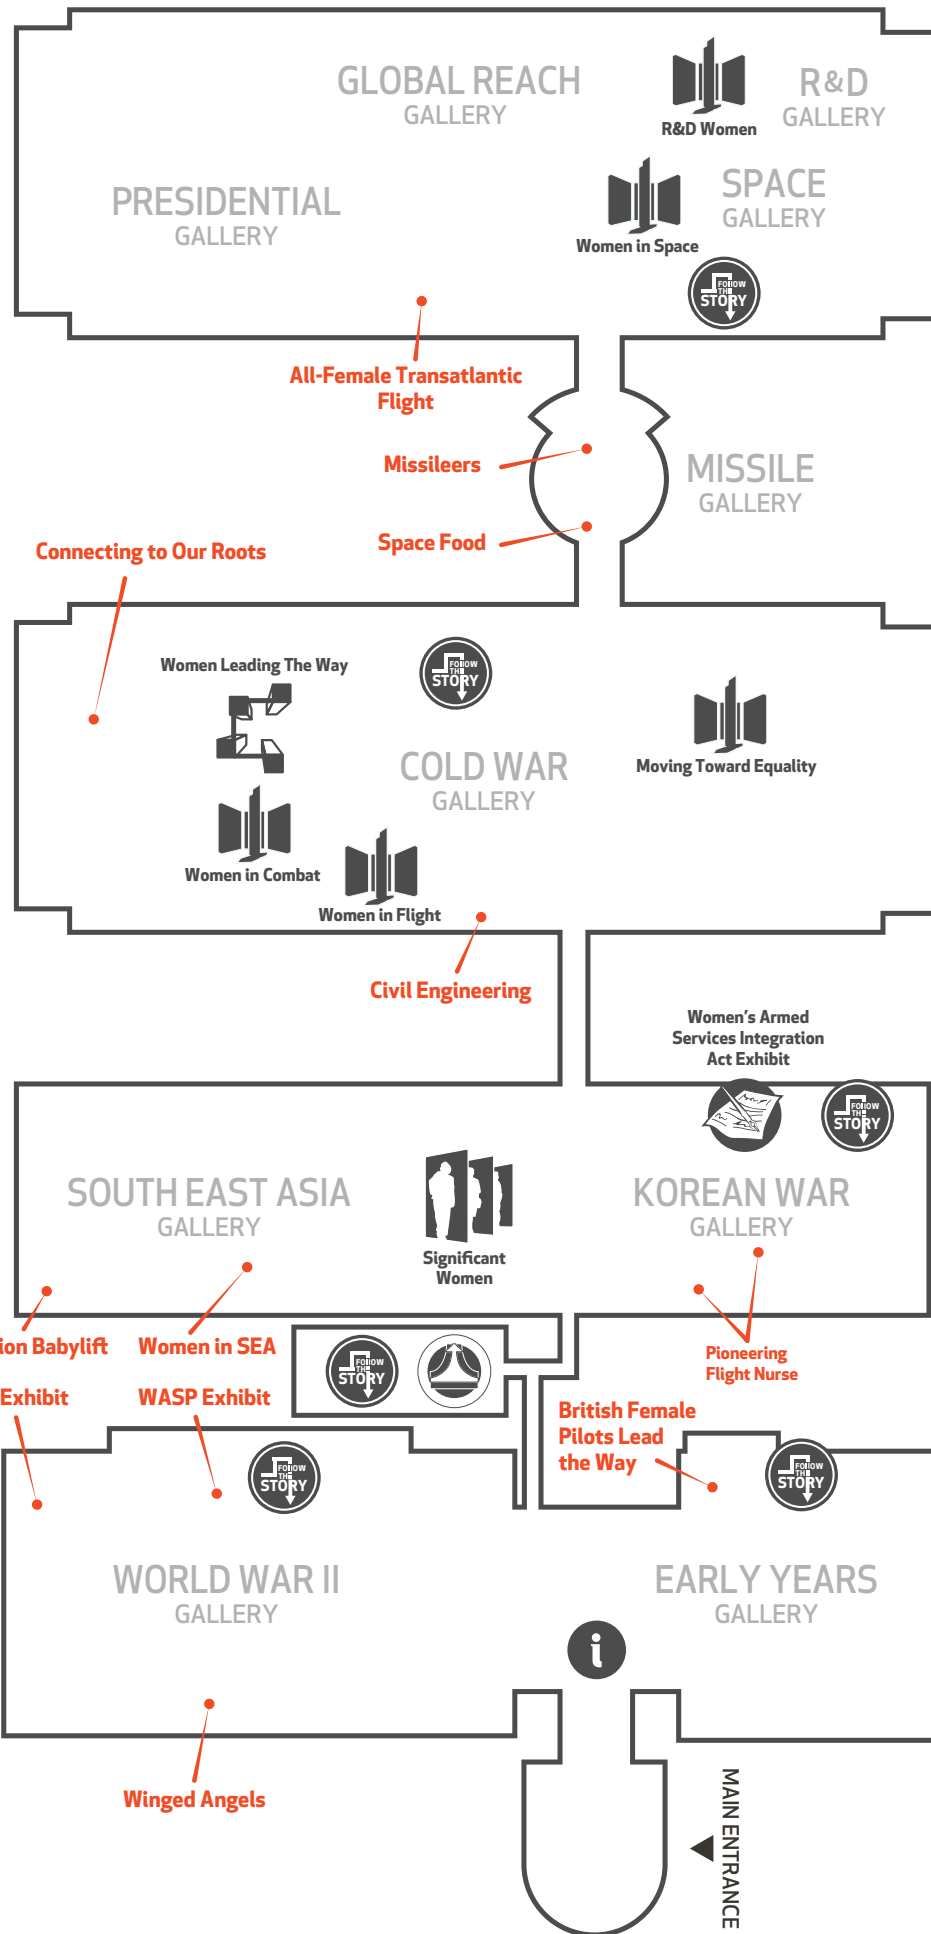 GLOBAL REACH
GALLERY
R&D
GALLERY
R&D Women
PRESIDENTIAL
GALLERY
SPACE
GALLERY
Women in Space
FOLLOW
THE
STORY
All-Female Transatlantic
Flight
Missileers
MISSILE
GALLERY
Space Food
Connecting to Our Roots
Women Leading The Way
FOLLOW
THE
STORY
COLD WAR
GALLERY
Moving Toward Equality
Women in Combat
Women in Flight
Civil Engineering
Women's Armed
Services Integration
Act Exhibit
FOLLOW
THE
STORY
SOUTH EAST ASIA
GALLERY
KOREAN WAR
GALLERY
Significant
Women
ion Babylift
Women in SEA
FOLLOW
THE
STORY
Pioneering
Flight Nurse
Exhibit
WASP Exhibit
British Female
Pilots Lead
the Way
FOLLOW
THE
STORY
FOLLOW
THE
STORY
WORLD WAR II
GALLERY
EARLY YEARS
GALLERY
i
Winged Angels
MAIN ENTRANCE